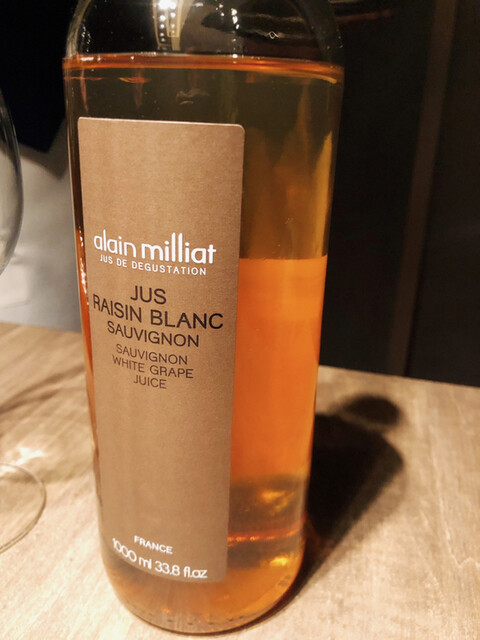 alain milliat
JUS DE DEGUSTATION
JUS
RAISIN BLANC
SAUVIGNON
SAUVIGNON
WHITE GRAPE
JUICE
FRANCE
1000 ml 33.8 fl.oz